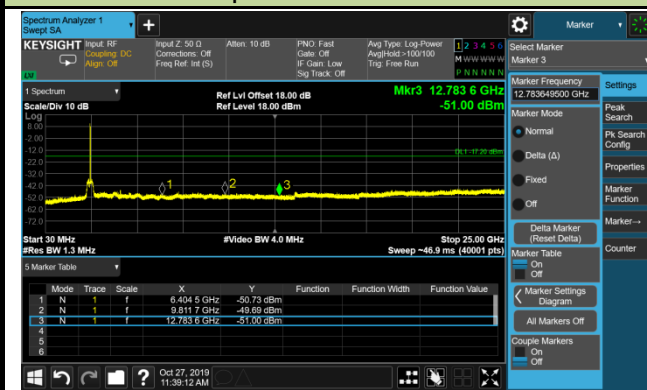 Spectrum Analyzer 1
Swept SA
Marker
KEYSIGHT
Input: RF
Coupling: DC
Align: Off
Input Z: 50 Ω
Corrections: Off
Freq Ref: Int (S)
Atten: 10 dB
PNO: Fast
Gate: Off
IF Gain: Low
Sig Track: Off
Avg Type: Log-Power
Avg|Hold:>100/100
Trig: Free Run
1 2 3 4 5 6
M W W W W W
P N N N N N
Select Marker
Marker 3
1 Spectrum
Scale/Div 10 dB
Ref Lvl Offset 18.00 dB
Ref Level 18.00 dBm
Mkr3 12.783 6 GHz
-51.00 dBm
Log
8.00
-2.00
-12.0
-22.0
-32.0
-42.0
-52.0
-62.0
-72.0
DL1 -17.20 dBm
1
2
3
Start 30 MHz
#Res BW 1.3 MHz
#Video BW 4.0 MHz
Stop 25.00 GHz
Sweep ~46.9 ms (40001 pts)
5 Marker Table
Mode Trace Scale X Y Function Function Width Function Value
1 N 1 f 6.404 5 GHz -50.73 dBm
2 N 1 f 9.811 7 GHz -49.69 dBm
3 N 1 f 12.783 6 GHz -51.00 dBm
4
5
6
Marker Frequency
12.783649500 GHz
Marker Mode
Normal
Delta (Δ)
Fixed
Off
Delta Marker
(Reset Delta)
Marker Table
On
Off
Marker Settings
Diagram
All Markers Off
Couple Markers
On
Off
Settings
Peak
Search
Pk Search
Config
Properties
Marker
Function
Marker→
Counter
Oct 27, 2019
11:39:12 AM